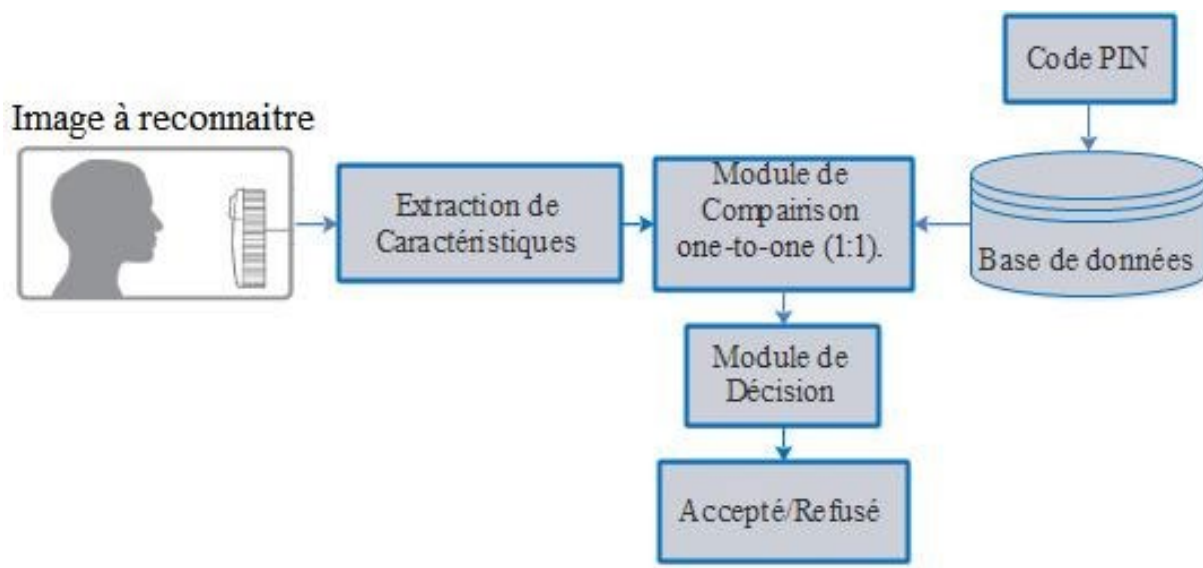 Image à reconnaitre
Extraction de
Caractéristiques
Module de
Compairison
one-to-one (1:1).
Code PIN
Base de données
Module de
Décision
Accepté/Refusé